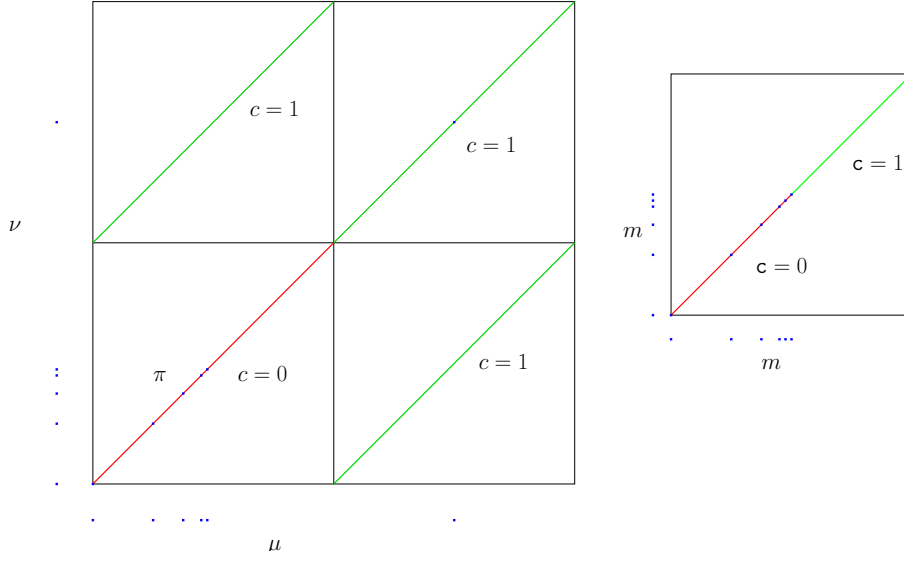 c = 1
c = 1
c = 1
ν
m
c = 0
π
c = 0
c = 1
m
μ